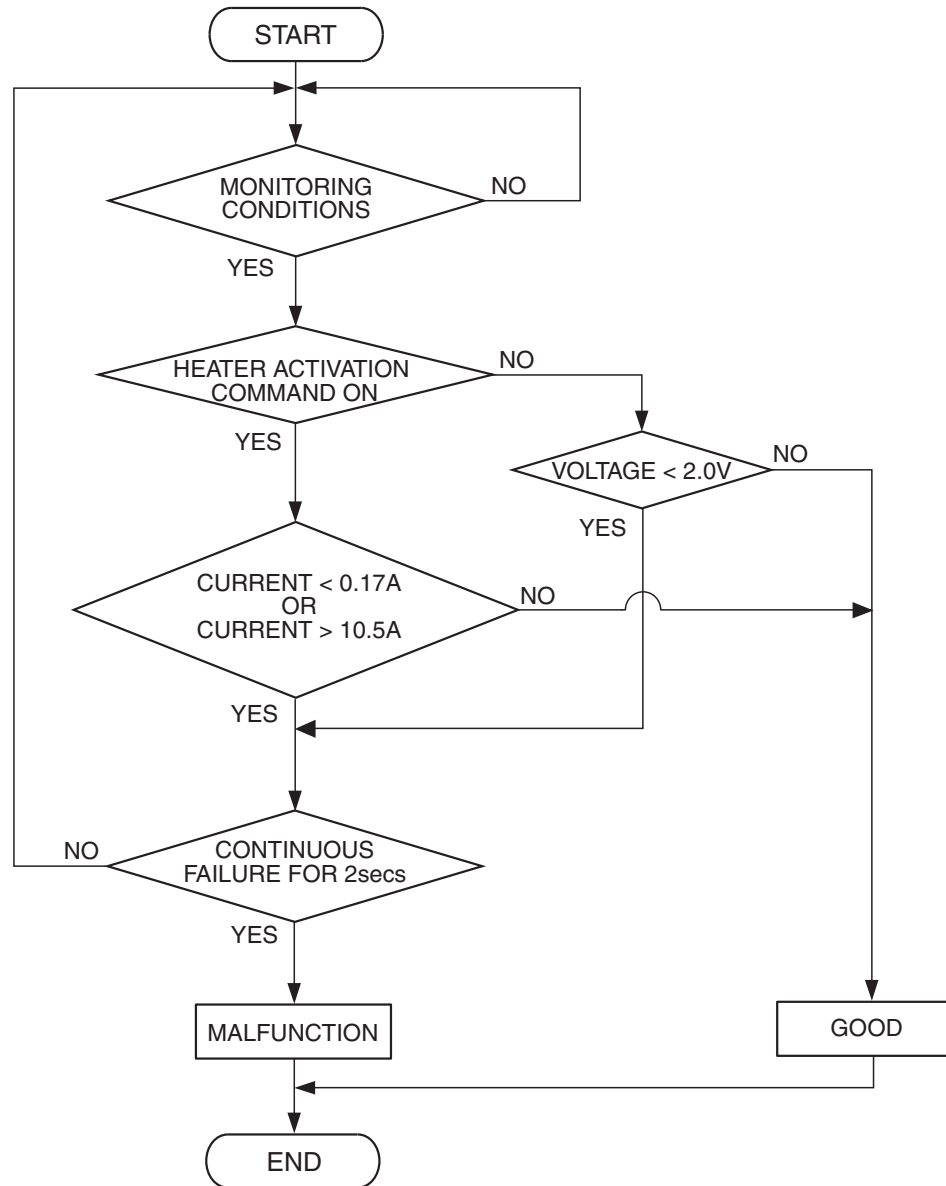 START
MONITORING
CONDITIONS
NO
YES
HEATER ACTIVATION
COMMAND ON
NO
YES
VOLTAGE < 2.0V
NO
YES
CURRENT < 0.17A
OR
CURRENT > 10.5A
NO
YES
CONTINUOUS
FAILURE FOR 2secs
NO
YES
MALFUNCTION
GOOD
END